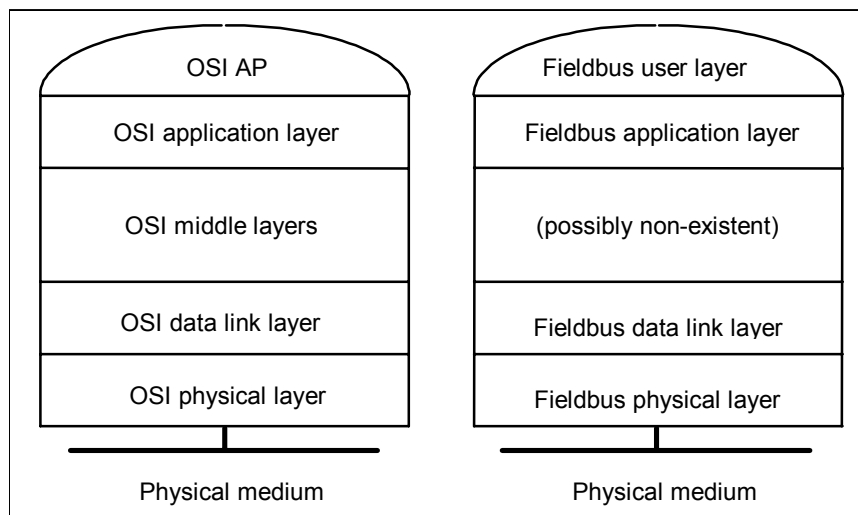 OSI AP
OSI application layer
OSI middle layers
OSI data link layer
OSI physical layer
Physical medium
Fieldbus user layer
Fieldbus application layer
(possibly non-existent)
Fieldbus data link layer
Fieldbus physical layer
Physical medium